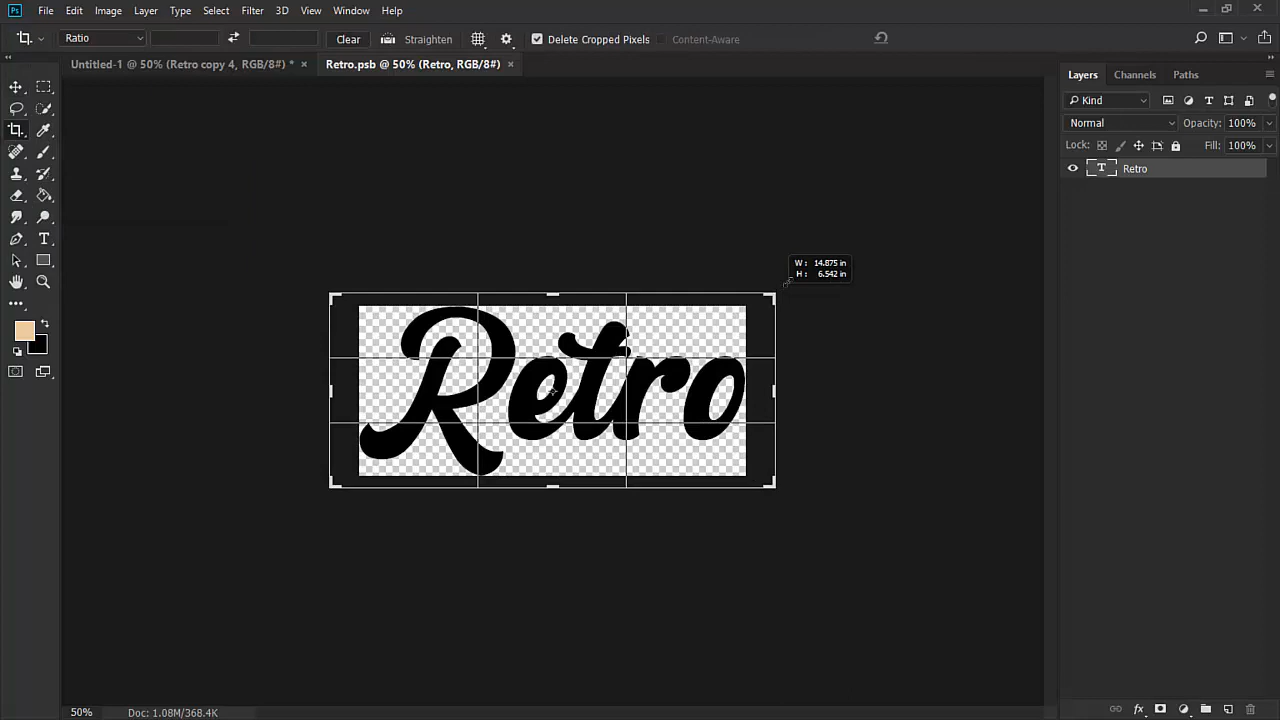 Ps File Edit Image Layer Type Select Filter 3D View Window Help
Ratio Clear Straighten Delete Cropped Pixels Content-Aware
Untitled-1 @ 50% (Retro copy 4, RGB/8#) * × Retro.psb @ 50% (Retro, RGB/8#) ×
Layers Channels Paths
Kind
Normal Opacity: 100%
Lock: Fill: 100%
T Retro
W : 14.875 in
H : 6.542 in
Retro
50% Doc: 1.08M/368.4K